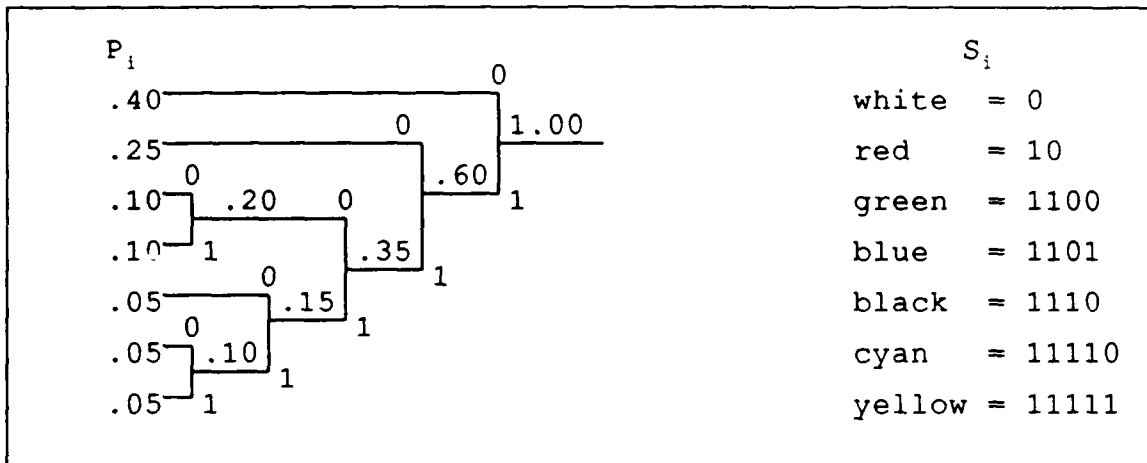 P_i S_i
0
.40 white = 0
0 1.00
.25 red = 10
0 .60
.10 .20 0 1 green = 1100
.10 1 .35 blue = 1101
0 1
.05 .15 black = 1110
0 1
.05 .10 cyan = 11110
1
.05 1 yellow = 11111